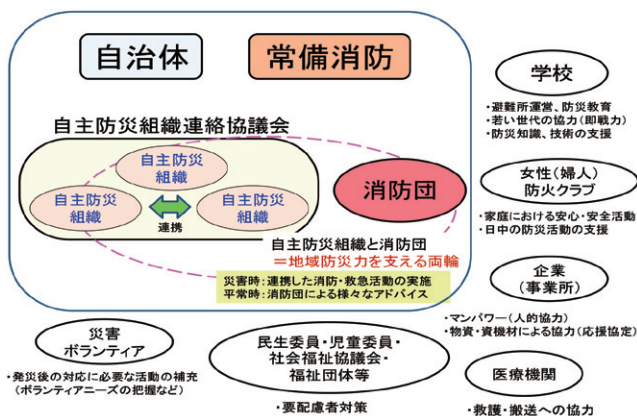 自治体
常備消防
自主防災組織連絡協議会
自主防災
組織
自主防災
組織
自主防災
組織
連携
消防団
自主防災組織と消防団
＝地域防災力を支える両輪
災害時：連携した消防・救急活動の実施
平常時：消防団による様々なアドバイス
学校
・避難所運営、防災教育
・若い世代の協力（即戦力）
・防災知識、技術の支援
女性（婦人）
防火クラブ
・家庭における安心・安全活動
・日中の防災活動の支援
企業
（事業所）
・マンパワー（人的協力）
・物資・資機材による協力（応援協定）
災害
ボランティア
・発災後の対応に必要な活動の補充
（ボランティアニーズの把握など）
民生委員・児童委員・
社会福祉協議会・
福祉団体等
・要配慮者対策
医療機関
・救護・搬送への協力